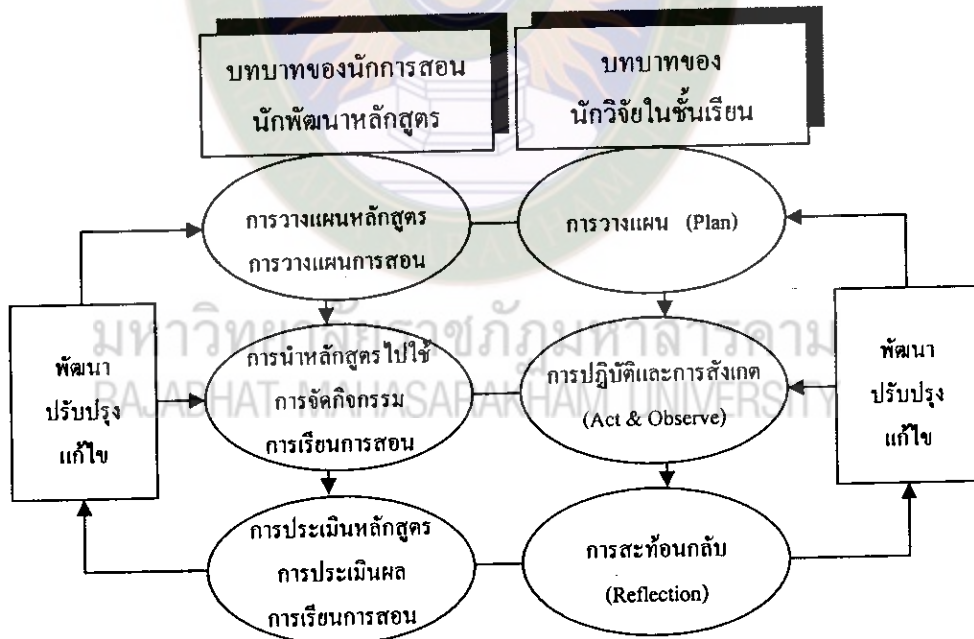 บทบาทของนักการสอน
นักพัฒนาหลักสูตร
บทบาทของ
นักวิจัยในชั้นเรียน
การวางแผนหลักสูตร
การวางแผนการสอน
การวางแผน (Plan)
พัฒนา
ปรับปรุง
แก้ไข
การนำหลักสูตรไปใช้
การจัดกิจกรรม
การเรียนการสอน
การปฏิบัติและการสังเกต
(Act & Observe)
พัฒนา
ปรับปรุง
แก้ไข
มหาวิทยาลัยราชภัฏมหาสารคาม
RAJABHAT MAHASARAKHAM UNIVERSITY
การประเมินหลักสูตร
การประเมินผล
การเรียนการสอน
การสะท้อนกลับ
(Reflection)